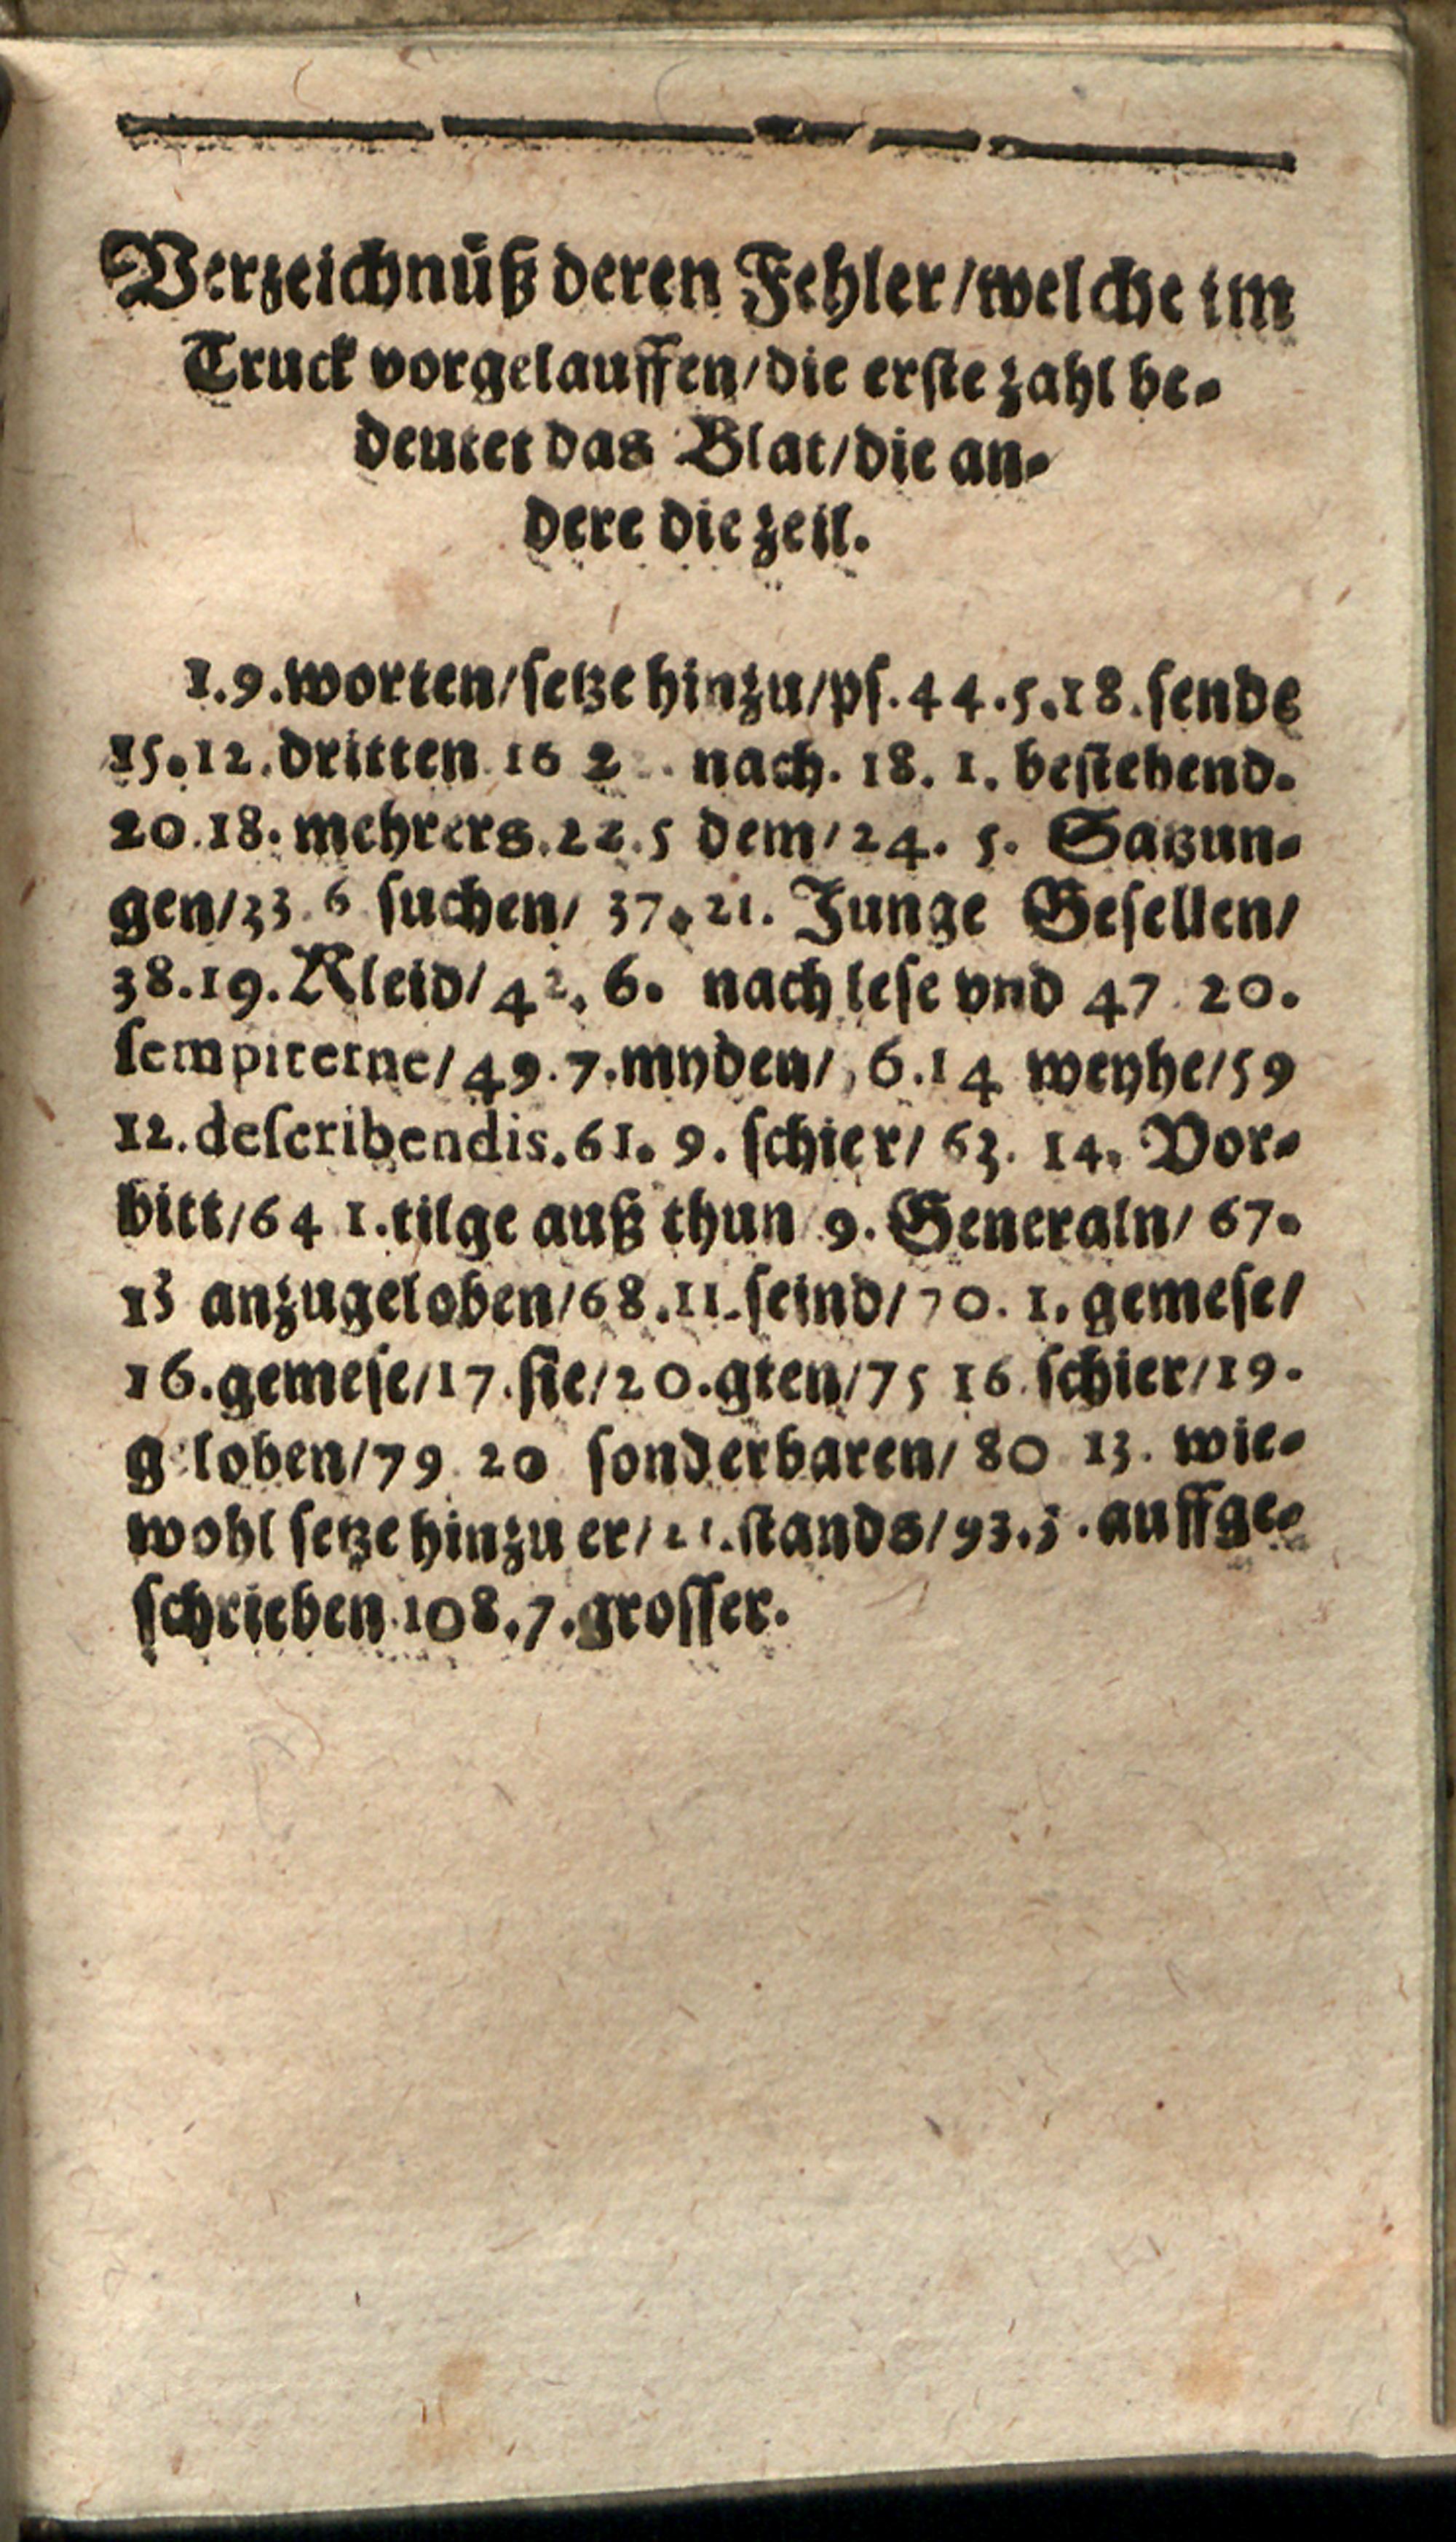 Verzeichnüß deren Fehler/welche im
Truck vorgelauffen/die erſte zahl be-
deutet das Blat/die an-
dere die zeil.
1.9.worten/ſetze hinzu/pſ.44.5.18.ſende
15.12.dritten 16 2 nach. 18. 1. beſtehend.
20.18.mehrers.22.5 dem/24. 5. Satzun-
gen/33.6 ſuchen/ 37.21. Junge Geſellen/
38.19.Kleid/42.6. nach leſe vnd 47 20.
ſempiterne/49.7.myden/ 6.14 weyhe/59
12.deſcribendis.61. 9. ſchier/ 63. 14. Vor-
bitt/64 1.tilge auß thun 9. Generaln/ 67.
13 anzugeloben/68.11.ſeind/70. 1. gemeſe/
16.gemeſe/17.ſie/20.gten/75 16.ſchier/19.
g loben/79 20 ſonderbaren/ 80 13. wie-
wohl ſetze hinzu er/ ſtands/93.5.auffge-
ſchrieben.108.7.groſſer.